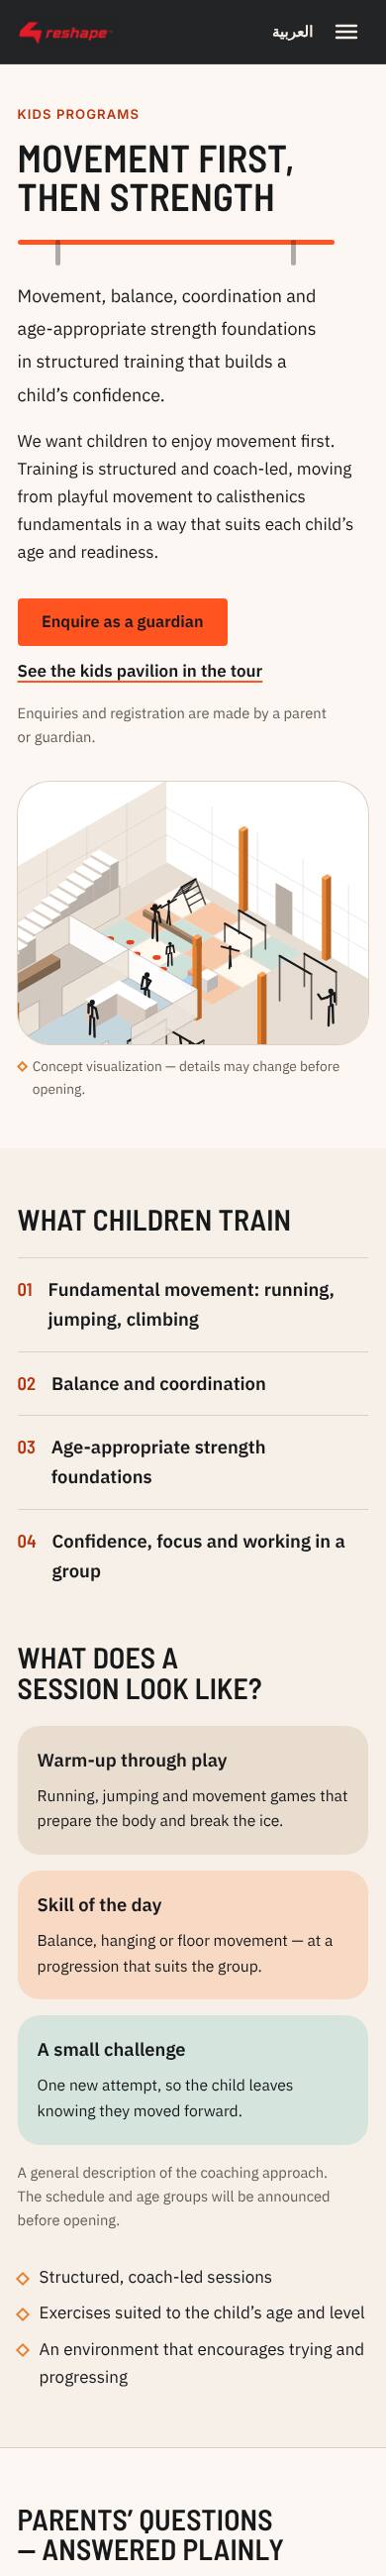 reshape
العربية
KIDS PROGRAMS
MOVEMENT FIRST,
THEN STRENGTH
Movement, balance, coordination and
age-appropriate strength foundations
in structured training that builds a
child’s confidence.
We want children to enjoy movement first.
Training is structured and coach-led, moving
from playful movement to calisthenics
fundamentals in a way that suits each child’s
age and readiness.
Enquire as a guardian
See the kids pavilion in the tour
Enquiries and registration are made by a parent
or guardian.
Concept visualization — details may change before
opening.
WHAT CHILDREN TRAIN
01 Fundamental movement: running,
jumping, climbing
02 Balance and coordination
03 Age-appropriate strength
foundations
04 Confidence, focus and working in a
group
WHAT DOES A
SESSION LOOK LIKE?
Warm-up through play
Running, jumping and movement games that
prepare the body and break the ice.
Skill of the day
Balance, hanging or floor movement — at a
progression that suits the group.
A small challenge
One new attempt, so the child leaves
knowing they moved forward.
A general description of the coaching approach.
The schedule and age groups will be announced
before opening.
Structured, coach-led sessions
Exercises suited to the child’s age and level
An environment that encourages trying and
progressing
PARENTS’ QUESTIONS
— ANSWERED PLAINLY